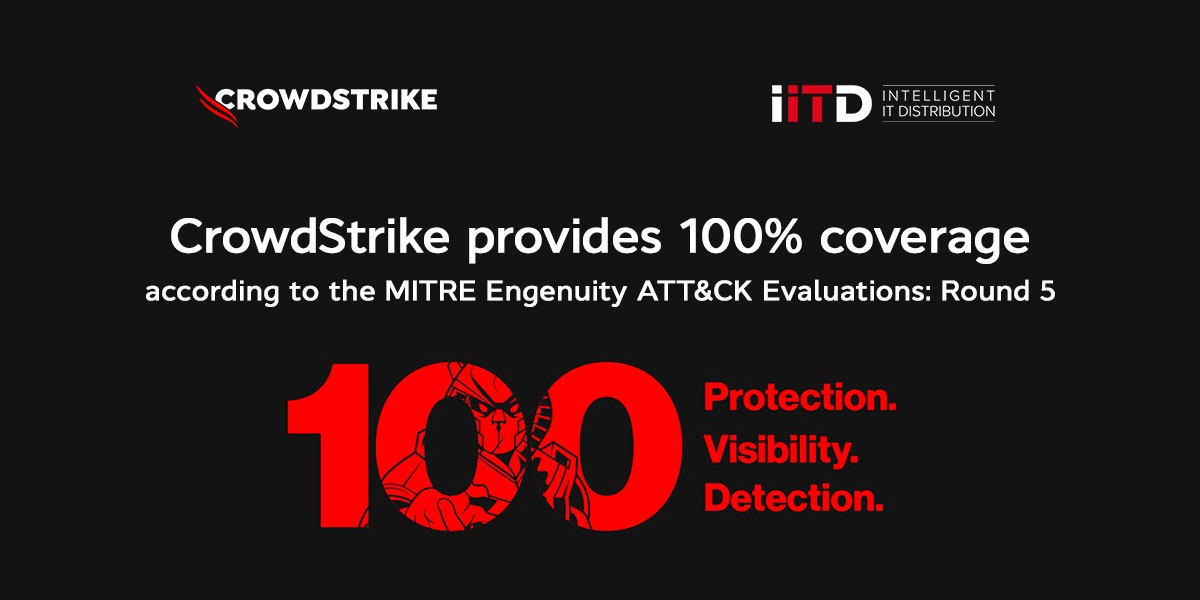 CROWDSTRIKE
iiTD INTELLIGENT
IT DISTRIBUTION
CrowdStrike provides 100% coverage
according to the MITRE Engenuity ATT&CK Evaluations: Round 5
100
Protection.
Visibility.
Detection.